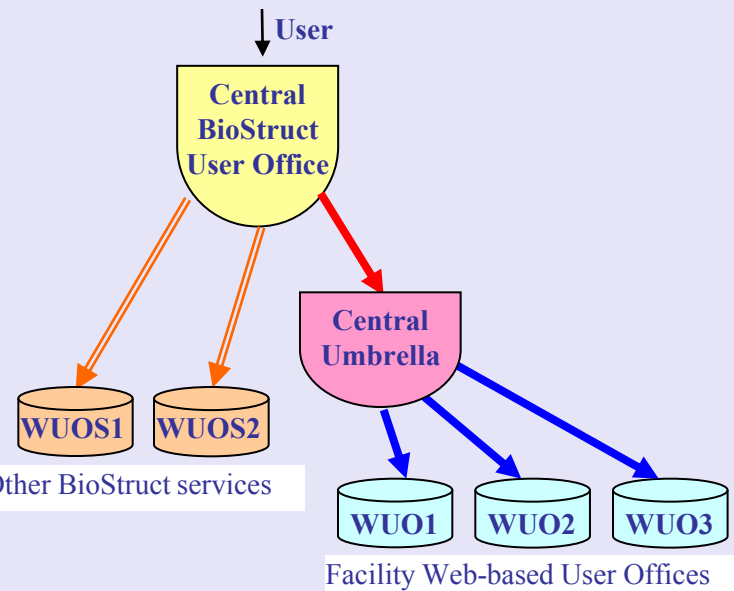 User
Central
BioStruct
User Office
Central
Umbrella
WUOS1 WUOS2
Other BioStruct services
WUO1 WUO2 WUO3
Facility Web-based User Offices